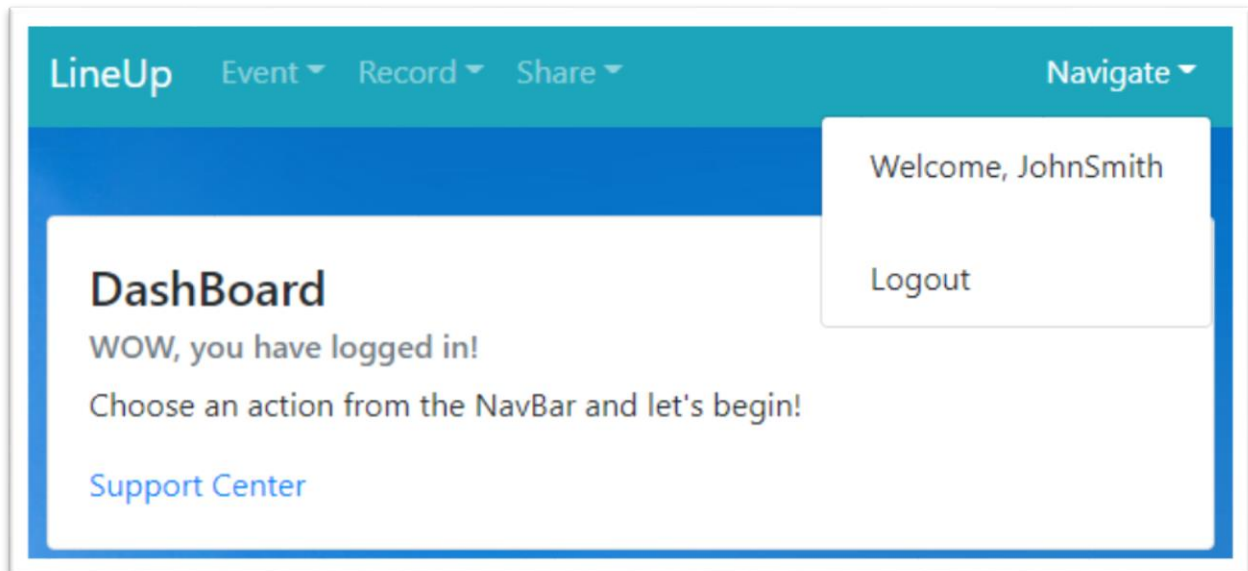 LineUp Event Record Share Navigate
Welcome, JohnSmith
Logout
DashBoard
WOW, you have logged in!
Choose an action from the NavBar and let's begin!
Support Center